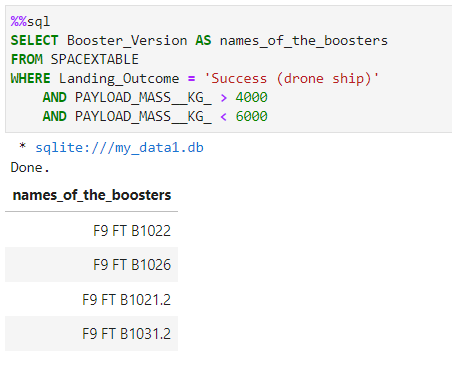 %%sql
SELECT Booster_Version AS names_of_the_boosters
FROM SPACEXTABLE
WHERE Landing_Outcome = 'Success (drone ship)'
    AND PAYLOAD_MASS__KG_ > 4000
    AND PAYLOAD_MASS__KG_ < 6000
* sqlite:///my_data1.db
Done.
names_of_the_boosters
F9 FT B1022
F9 FT B1026
F9 FT B1021.2
F9 FT B1031.2